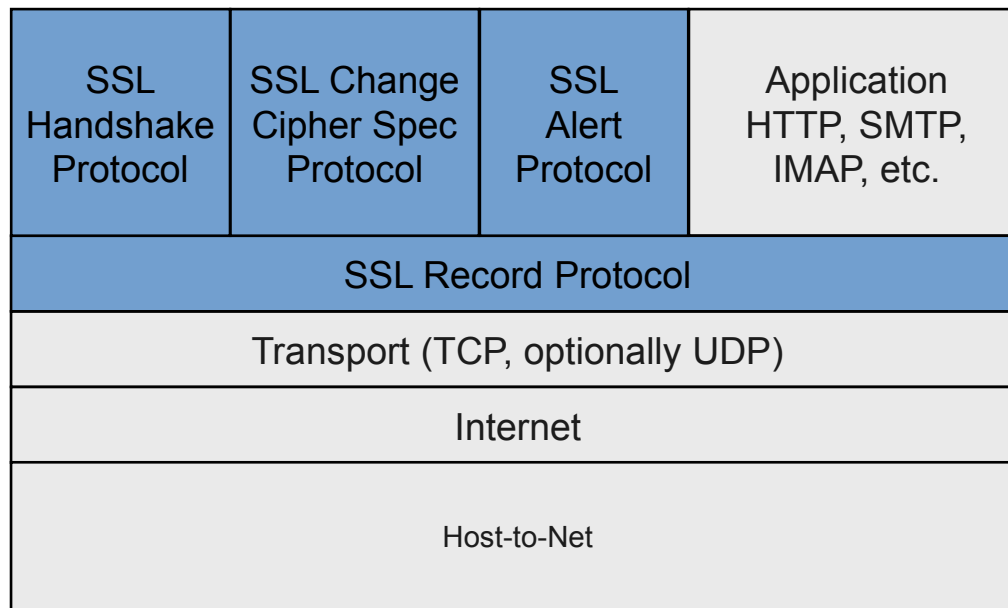 SSL
Handshake
Protocol
SSL Change
Cipher Spec
Protocol
SSL
Alert
Protocol
Application
HTTP, SMTP,
IMAP, etc.
SSL Record Protocol
Transport (TCP, optionally UDP)
Internet
Host-to-Net